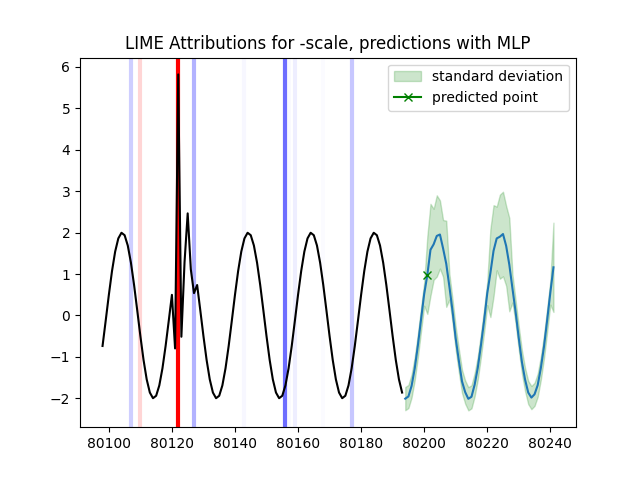 LIME Attributions for -scale, predictions with MLP
standard deviation
predicted point
6
5
4
3
2
1
0
−1
−2
80100 80120 80140 80160 80180 80200 80220 80240